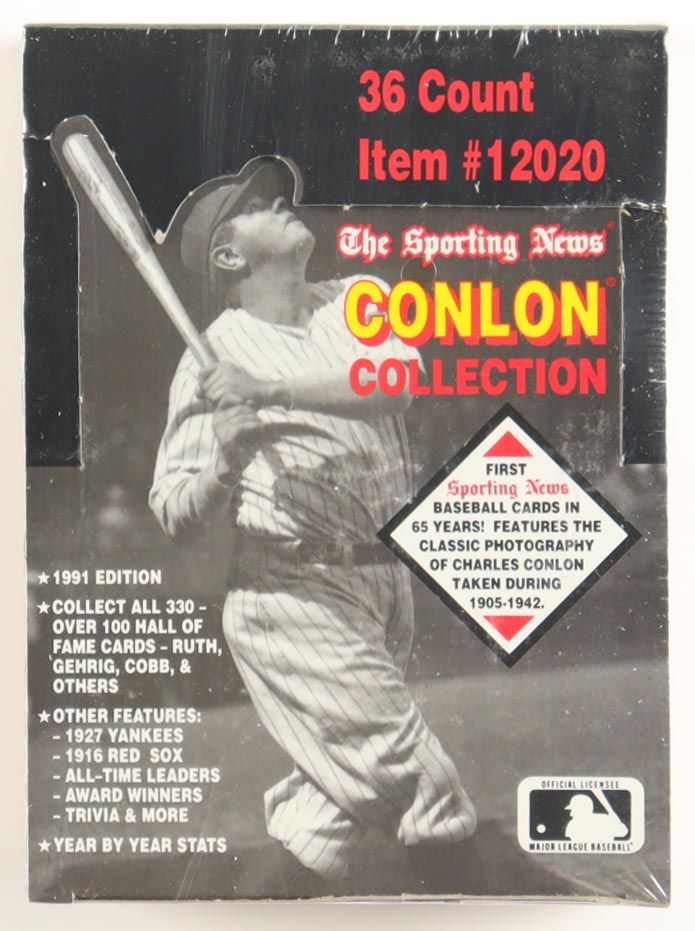 36 Count
Item #12020
The Sporting News®
CONLON®
COLLECTION
FIRST
Sporting News
BASEBALL CARDS IN
65 YEARS! FEATURES THE
CLASSIC PHOTOGRAPHY
OF CHARLES CONLON
TAKEN DURING
1905-1942.
★1991 EDITION
★COLLECT ALL 330 –
OVER 100 HALL OF
FAME CARDS – RUTH,
GEHRIG, COBB, &
OTHERS
★OTHER FEATURES:
– 1927 YANKEES
– 1916 RED SOX
– ALL-TIME LEADERS
– AWARD WINNERS
– TRIVIA & MORE
★YEAR BY YEAR STATS
OFFICIAL LICENSEE
MAJOR LEAGUE BASEBALL®